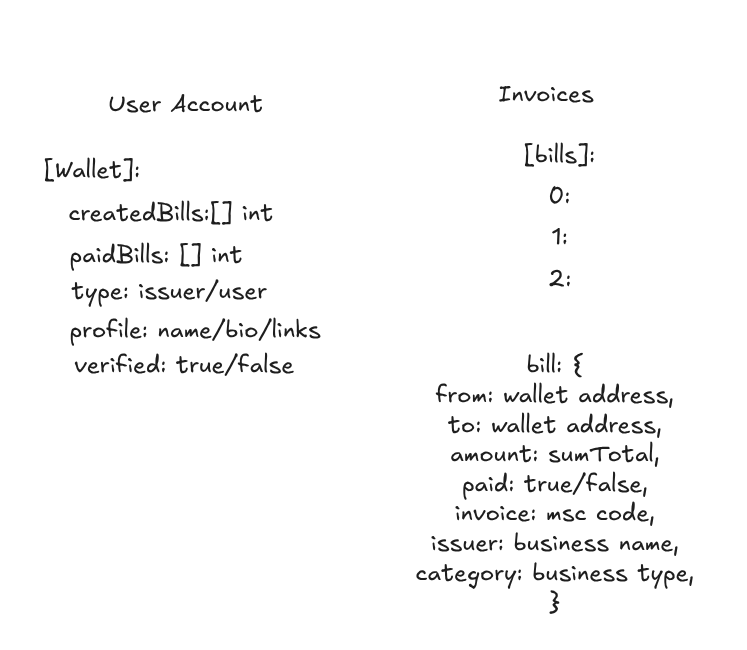 User Account
[Wallet]:
createdBills:[] int
paidBills: [] int
type: issuer/user
profile: name/bio/links
verified: true/false
Invoices
[bills]:
0:
1:
2:
bill: {
from: wallet address,
to: wallet address,
amount: sumTotal,
paid: true/false,
invoice: msc code,
issuer: business name,
category: business type,
}